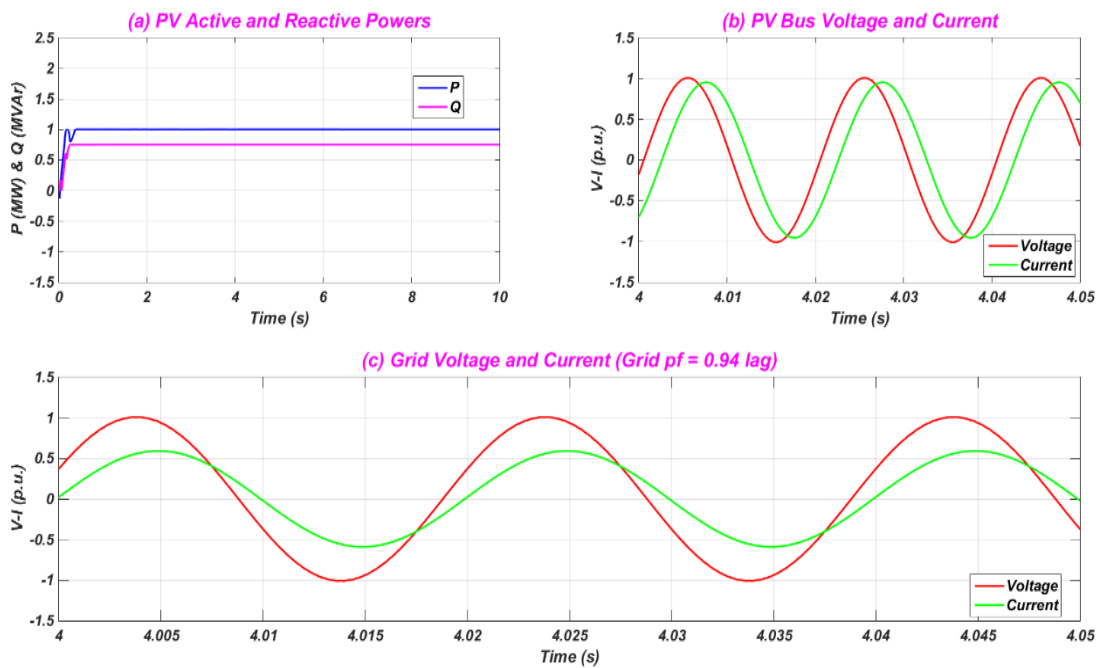 (a) PV Active and Reactive Powers
P (MW) & Q (MVAr)
2.5
2
1.5
1
0.5
0
-0.5
-1
-1.5
P
Q
0 2 4 6 8 10
Time (s)
(b) PV Bus Voltage and Current
V-I (p.u.)
1.5
1
0.5
0
-0.5
-1
-1.5
Voltage
Current
4 4.01 4.02 4.03 4.04 4.05
Time (s)
(c) Grid Voltage and Current (Grid pf = 0.94 lag)
V-I (p.u.)
1.5
1
0.5
0
-0.5
-1
-1.5
Voltage
Current
4 4.005 4.01 4.015 4.02 4.025 4.03 4.035 4.04 4.045 4.05
Time (s)